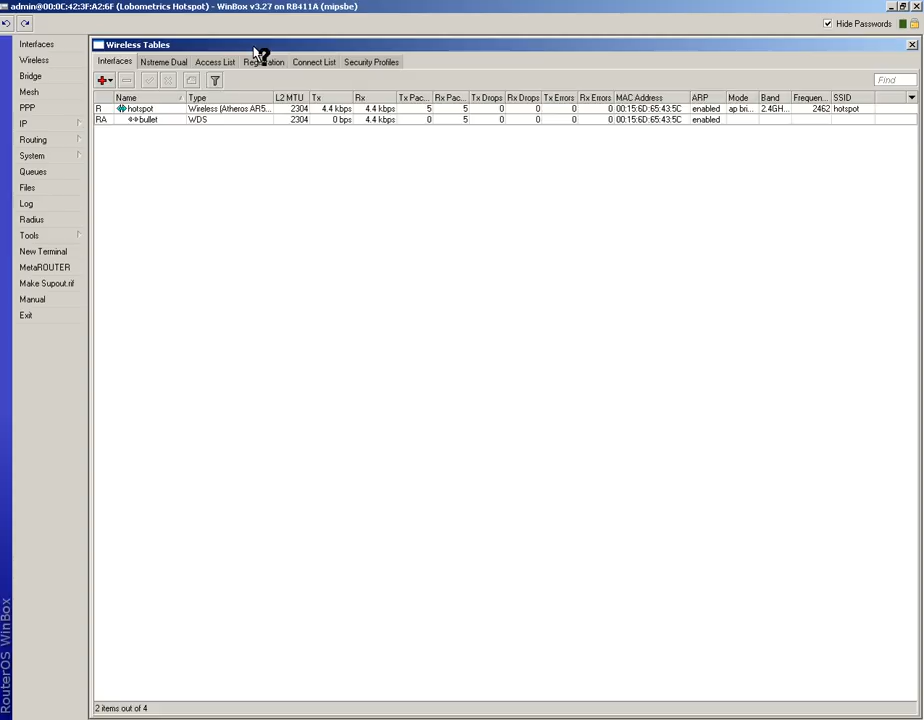 admin@00:0C:42:3F:A2:6F (Lobometrics Hotspot) - WinBox v3.27 on RB411A (mipsbe)
Hide Passwords
Interfaces
Wireless
Bridge
Mesh
PPP
IP
Routing
System
Queues
Files
Log
Radius
Tools
New Terminal
MetaROUTER
Make Supout.rif
Manual
Exit
RouterOS WinBox
Wireless Tables
Interfaces Nstreme Dual Access List Connect List Security Profiles
Find
Name Type L2 MTU Tx Rx Tx Pac... Rx Pac... Tx Drops Rx Drops Tx Errors Rx Errors MAC Address ARP Mode Band Frequen... SSID
R hotspot Wireless (Atheros AR5... 2304 4.4 kbps 4.4 kbps 5 5 0 0 0 0 00:15:6D:65:43:5C enabled ap bri... 2.4GH... 2462 hotspot
RA bullet WDS 2304 0 bps 4.4 kbps 0 5 0 0 0 0 00:15:6D:65:43:5C enabled
2 items out of 4